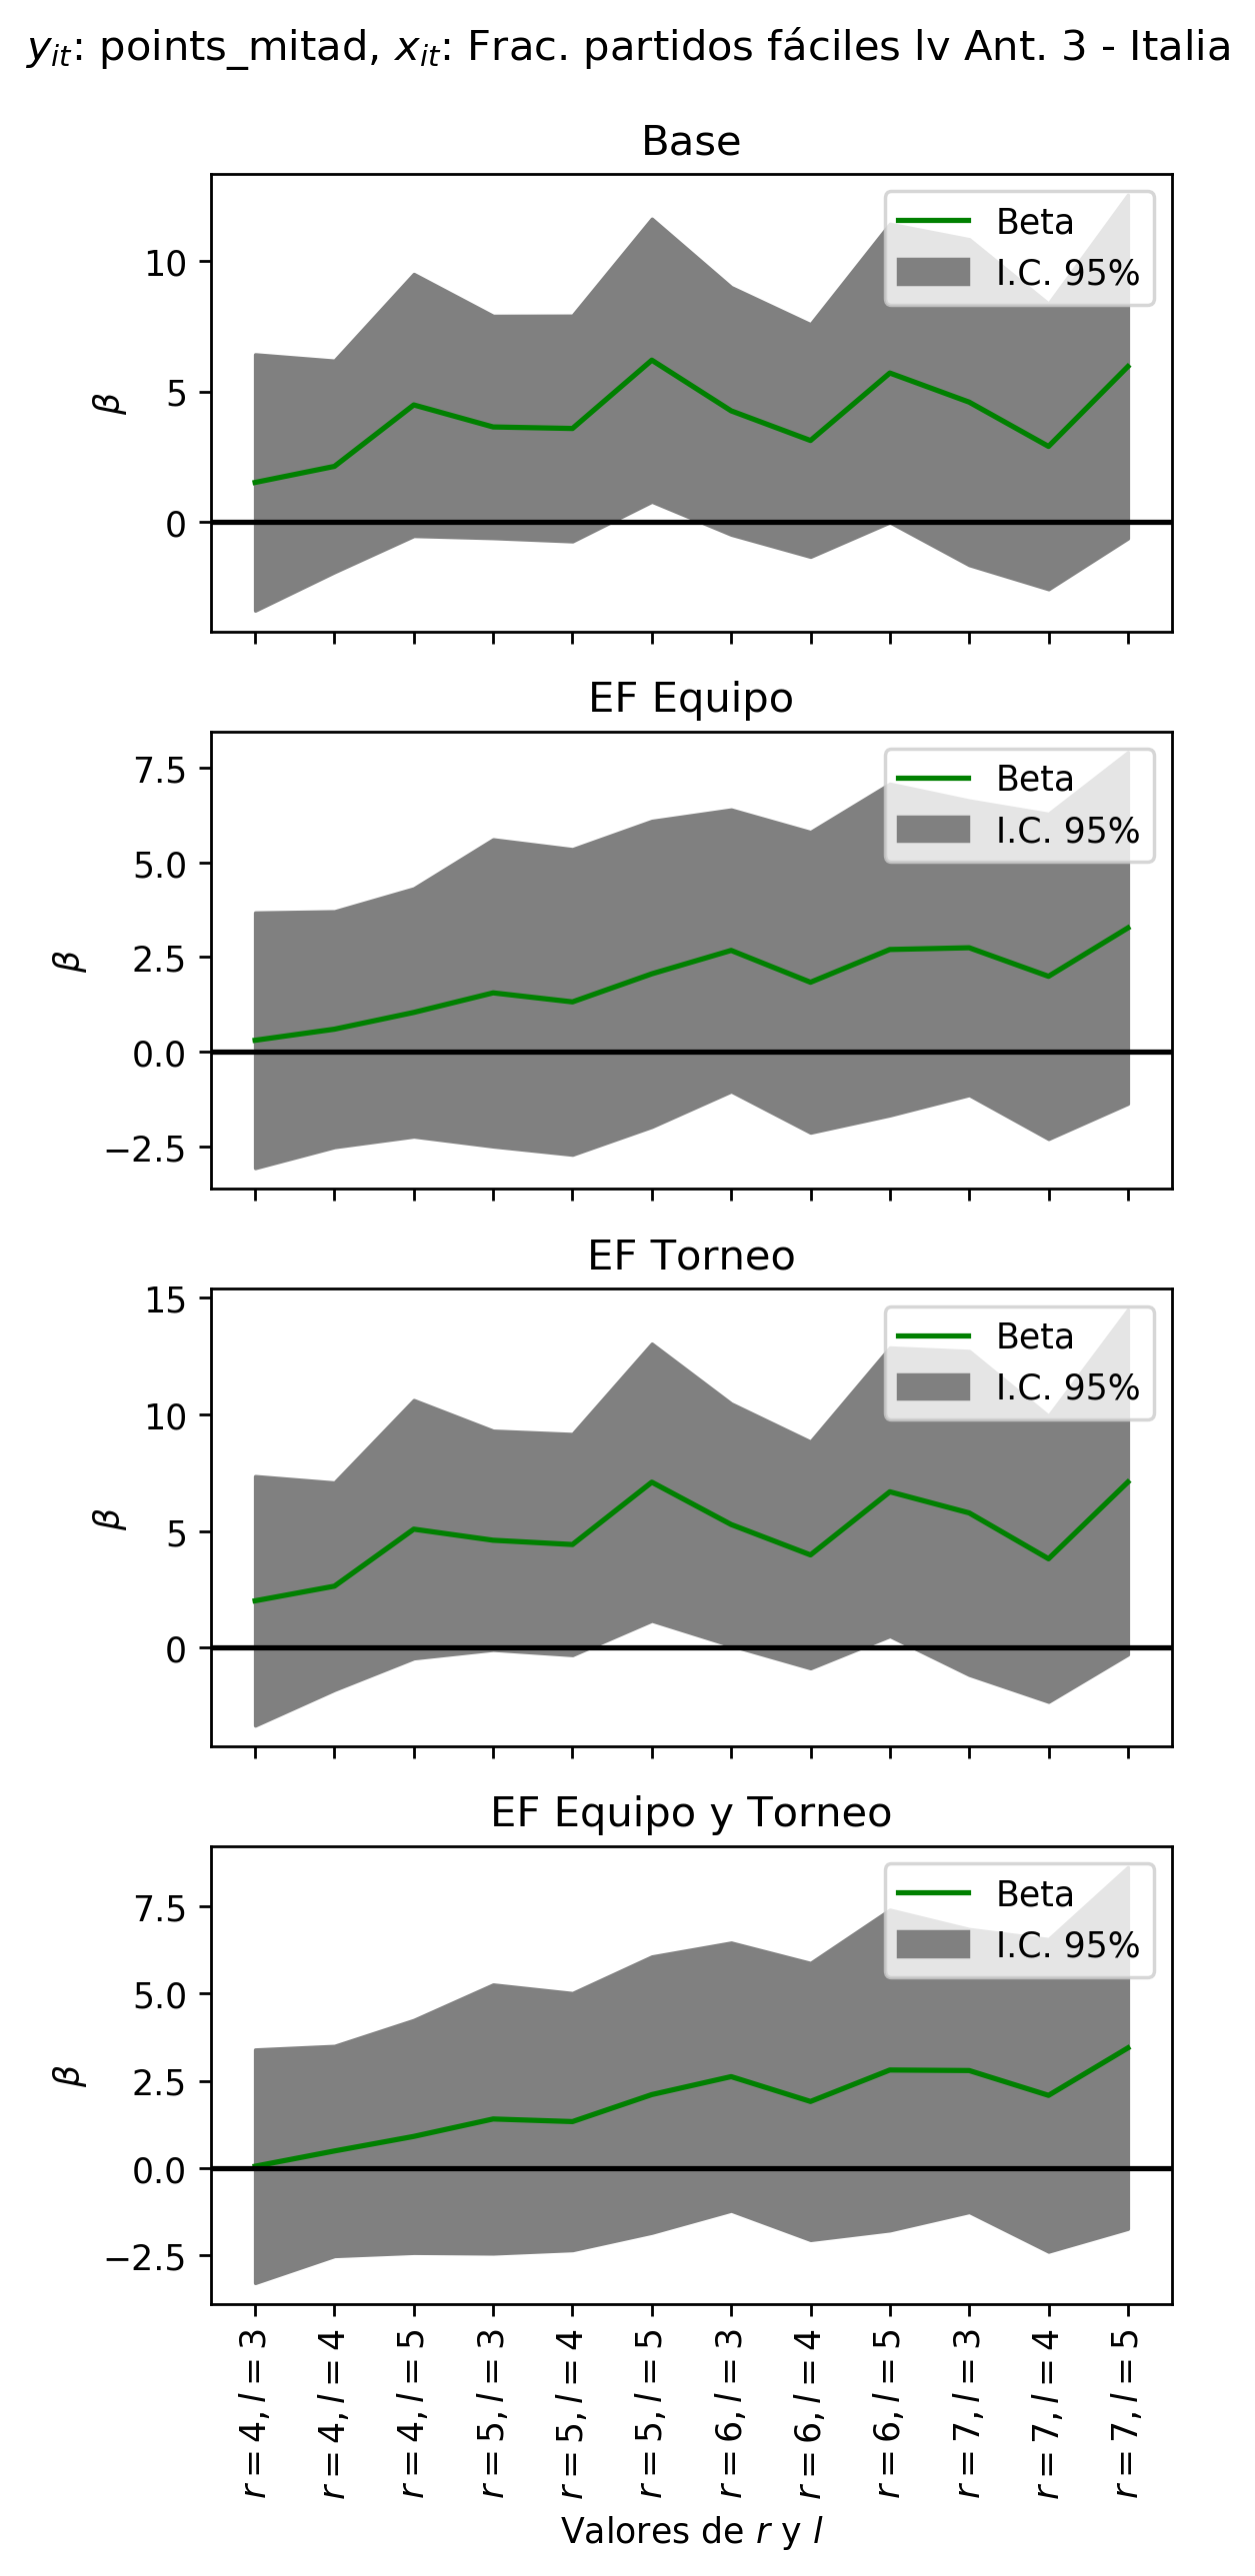 y_it: points_mitad, x_it: Frac. partidos fáciles lv Ant. 3 - Italia
Base
Beta
I.C. 95%
10
5
0
β
EF Equipo
Beta
I.C. 95%
7.5
5.0
2.5
0.0
−2.5
β
EF Torneo
Beta
I.C. 95%
15
10
5
0
β
EF Equipo y Torneo
Beta
I.C. 95%
7.5
5.0
2.5
0.0
−2.5
β
r = 4, l = 3
r = 4, l = 4
r = 4, l = 5
r = 5, l = 3
r = 5, l = 4
r = 5, l = 5
r = 6, l = 3
r = 6, l = 4
r = 6, l = 5
r = 7, l = 3
r = 7, l = 4
r = 7, l = 5
Valores de r y l